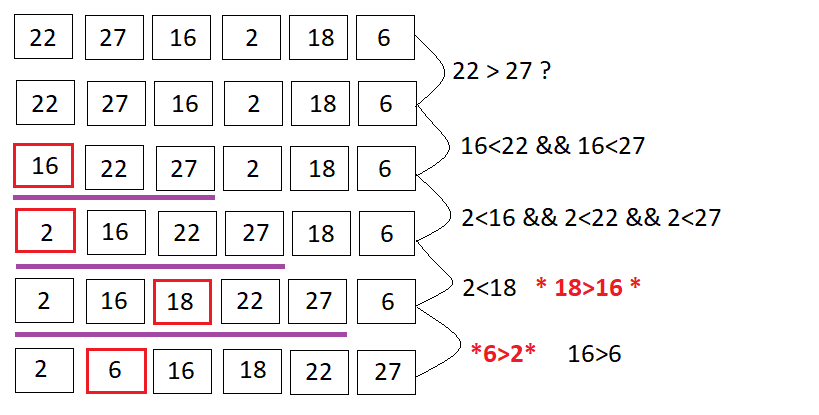 22 27 16 2 18 6
22 > 27 ?
22 27 16 2 18 6
16<22 && 16<27
16 22 27 2 18 6
2<16 && 2<22 && 2<27
2 16 22 27 18 6
2<18 * 18>16 *
2 16 18 22 27 6
*6>2* 16>6
2 6 16 18 22 27